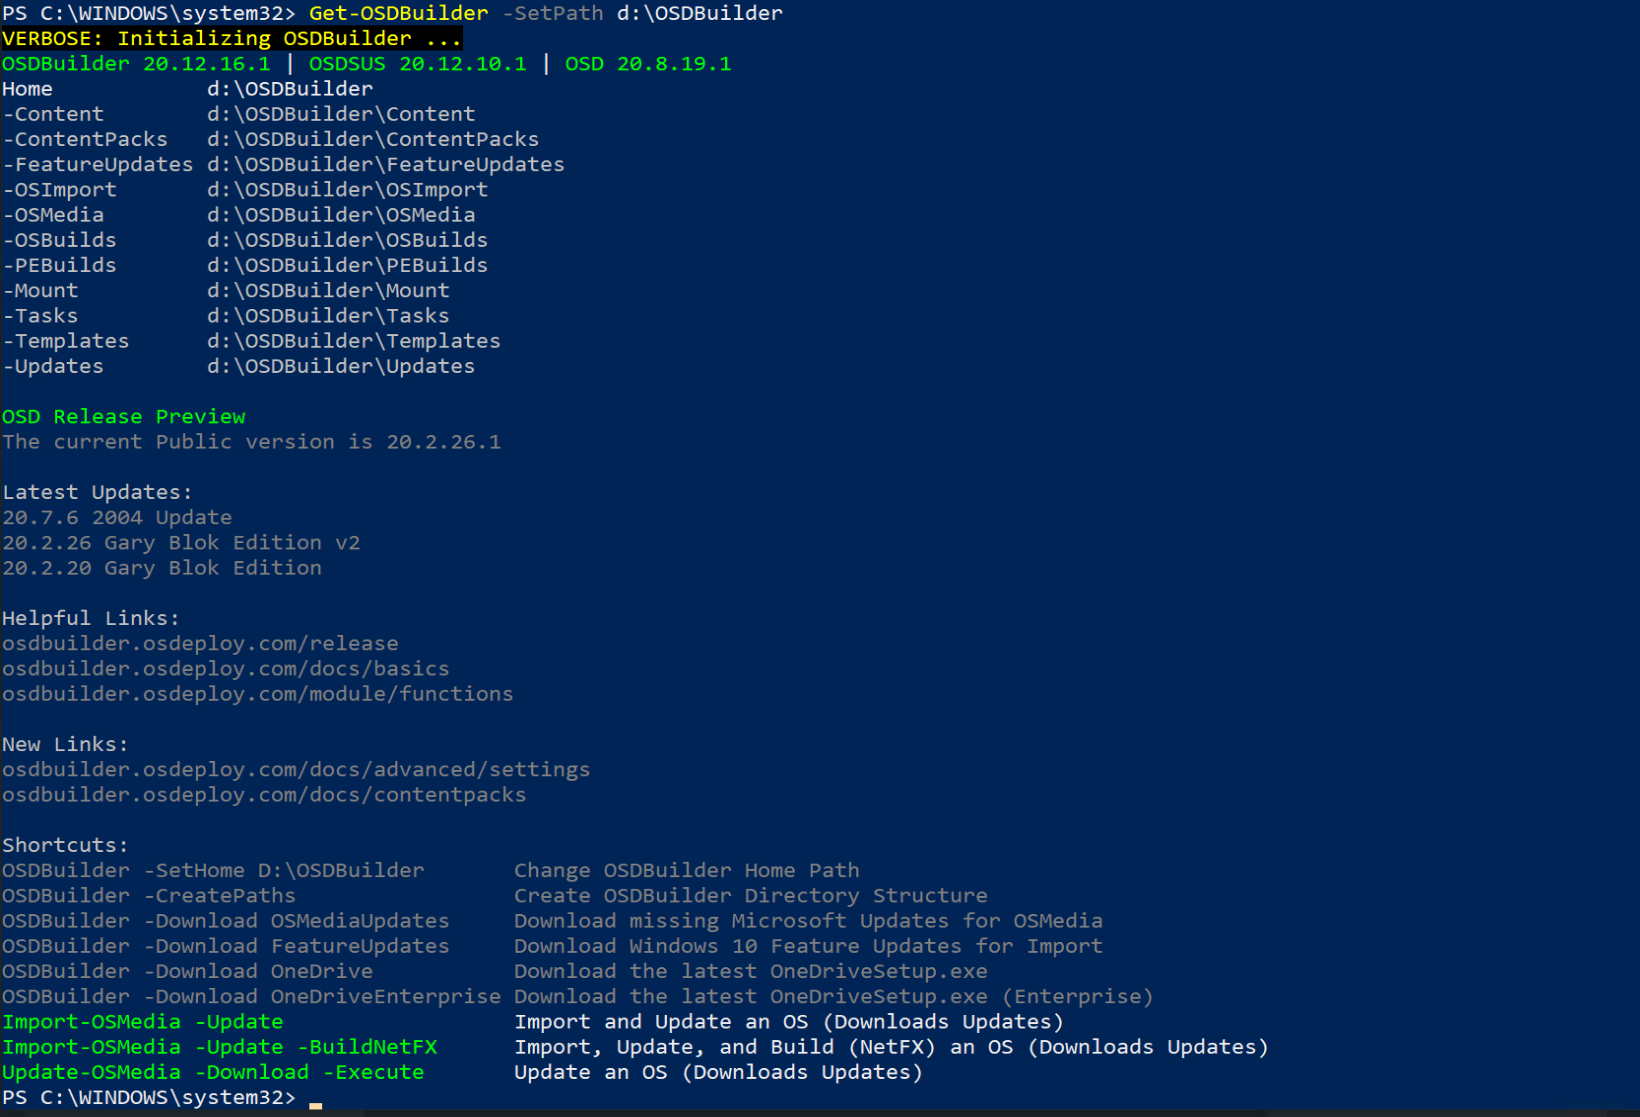 PS C:\WINDOWS\system32> Get-OSDBuilder -SetPath d:\OSDBuilder
VERBOSE: Initializing OSDBuilder ...
OSDBuilder 20.12.16.1 | OSDSUS 20.12.10.1 | OSD 20.8.19.1
Home            d:\OSDBuilder
-Content        d:\OSDBuilder\Content
-ContentPacks   d:\OSDBuilder\ContentPacks
-FeatureUpdates d:\OSDBuilder\FeatureUpdates
-OSImport       d:\OSDBuilder\OSImport
-OSMedia        d:\OSDBuilder\OSMedia
-OSBuilds       d:\OSDBuilder\OSBuilds
-PEBuilds       d:\OSDBuilder\PEBuilds
-Mount          d:\OSDBuilder\Mount
-Tasks          d:\OSDBuilder\Tasks
-Templates      d:\OSDBuilder\Templates
-Updates        d:\OSDBuilder\Updates
OSD Release Preview
The current Public version is 20.2.26.1
Latest Updates:
20.7.6 2004 Update
20.2.26 Gary Blok Edition v2
20.2.20 Gary Blok Edition
Helpful Links:
osdbuilder.osdeploy.com/release
osdbuilder.osdeploy.com/docs/basics
osdbuilder.osdeploy.com/module/functions
New Links:
osdbuilder.osdeploy.com/docs/advanced/settings
osdbuilder.osdeploy.com/docs/contentpacks
Shortcuts:
OSDBuilder -SetHome D:\OSDBuilder       Change OSDBuilder Home Path
OSDBuilder -CreatePaths                 Create OSDBuilder Directory Structure
OSDBuilder -Download OSMediaUpdates     Download missing Microsoft Updates for OSMedia
OSDBuilder -Download FeatureUpdates     Download Windows 10 Feature Updates for Import
OSDBuilder -Download OneDrive           Download the latest OneDriveSetup.exe
OSDBuilder -Download OneDriveEnterprise Download the latest OneDriveSetup.exe (Enterprise)
Import-OSMedia -Update                  Import and Update an OS (Downloads Updates)
Import-OSMedia -Update -BuildNetFX      Import, Update, and Build (NetFX) an OS (Downloads Updates)
Update-OSMedia -Download -Execute       Update an OS (Downloads Updates)
PS C:\WINDOWS\system32> _